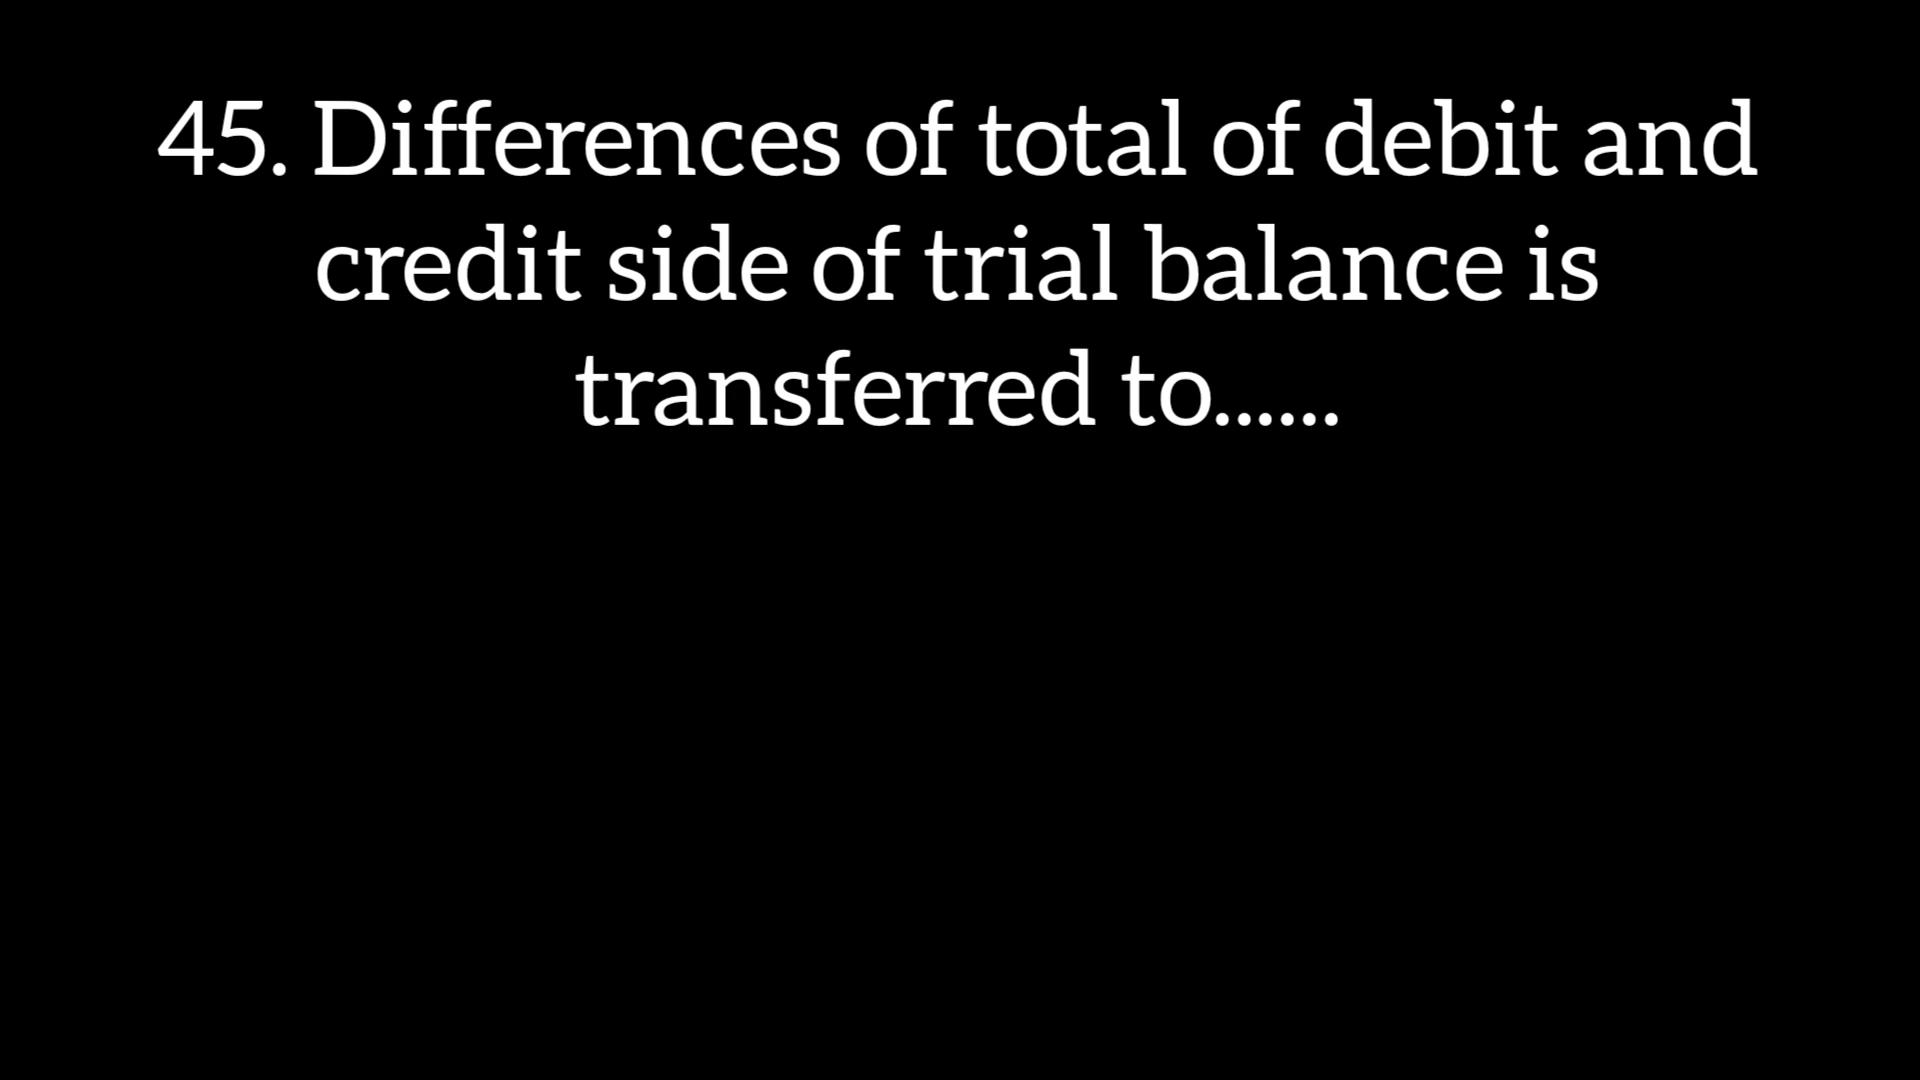 45. Differences of total of debit and
credit side of trial balance is
transferred to......